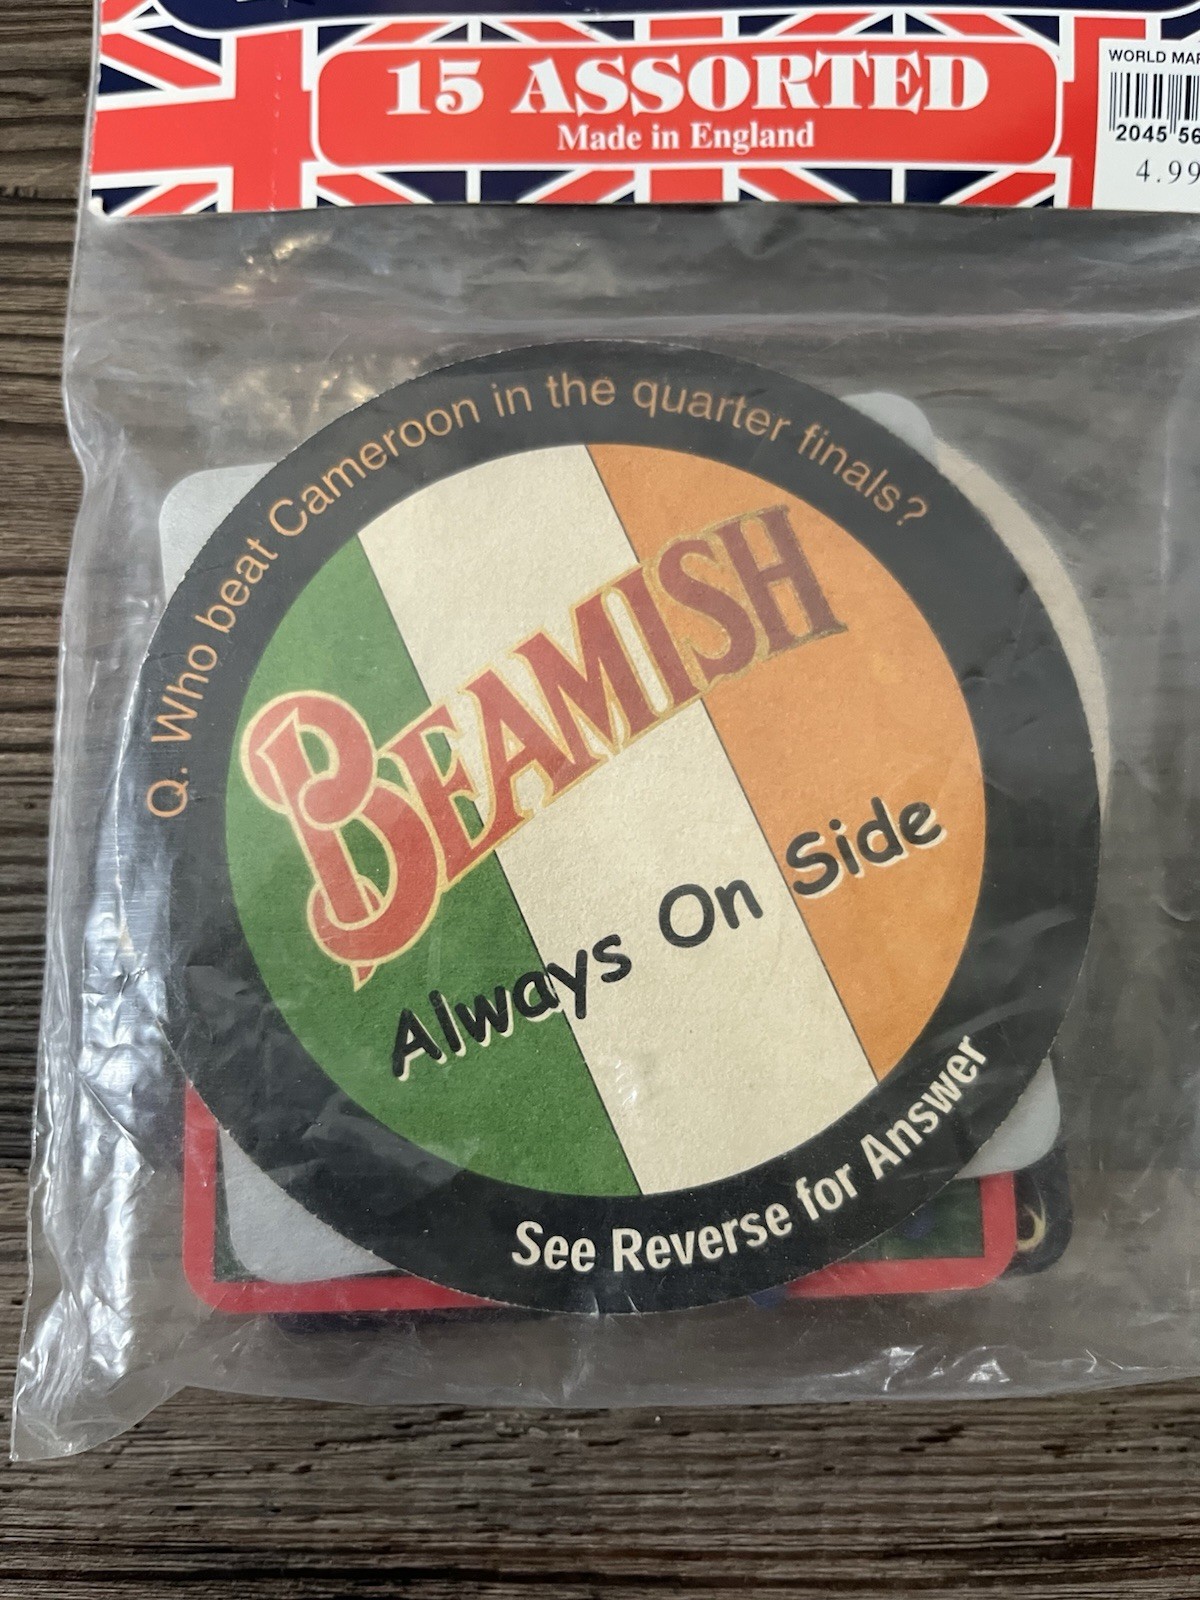 15 ASSORTED
Made in England
WORLD
2045 56
4.99
Q. Who beat Cameroon in the quarter finals?
BEAMISH
Always On Side
See Reverse for Answer